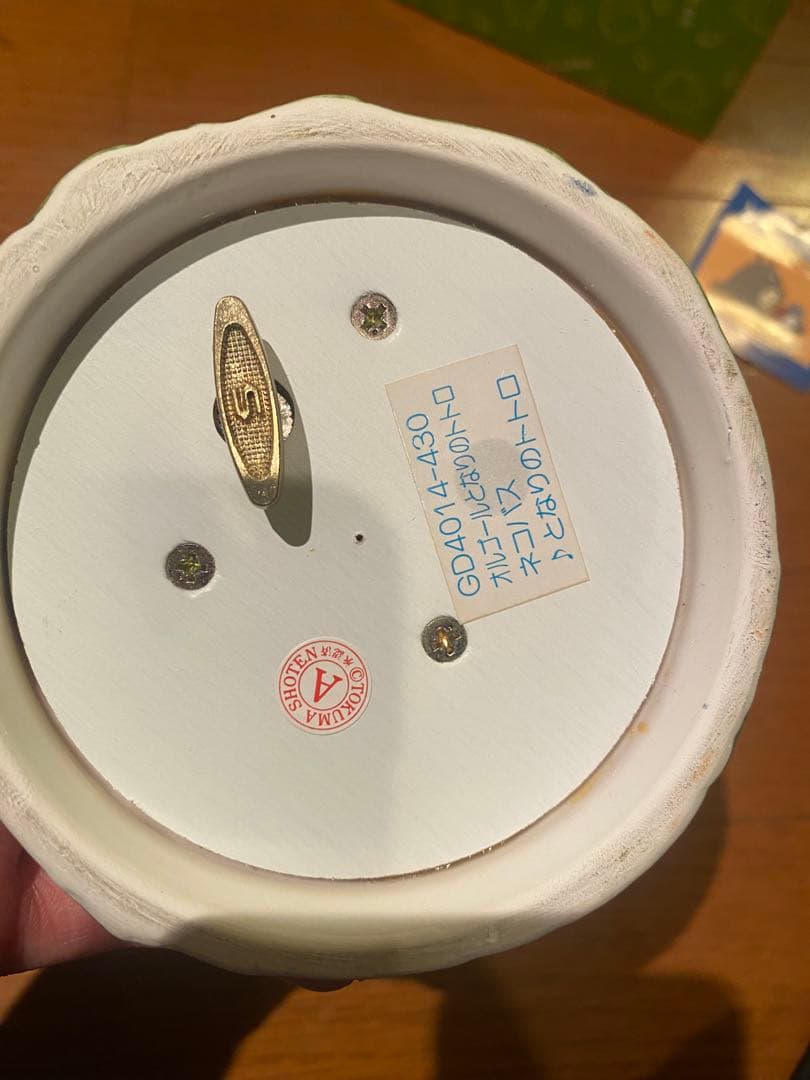 GD4014-430
オルゴールとなりのトトロ
ネコバス
♪となりのトトロ
©TOKUMA SHOTEN
A
S